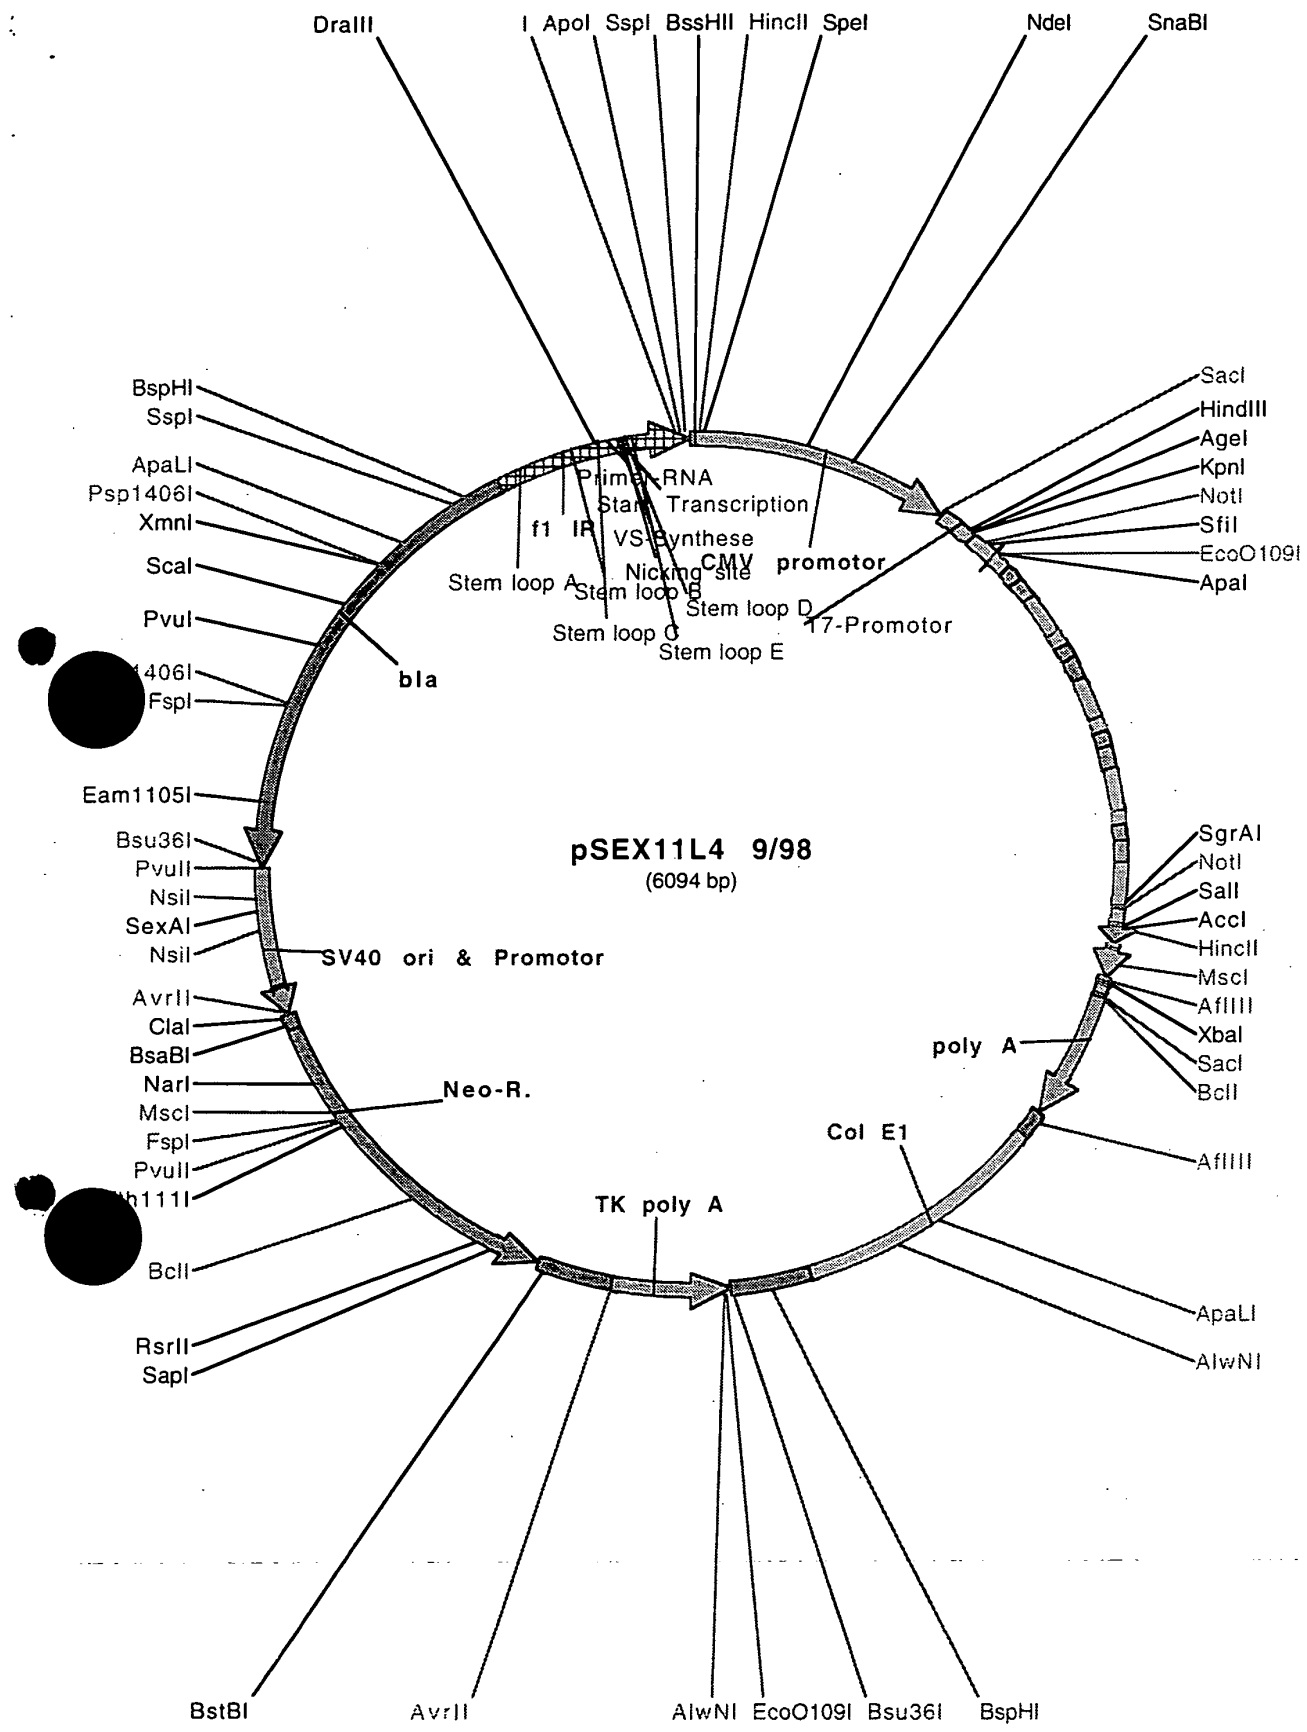 DraIII
I
ApoI
SspI
BssHII
HincII
SpeI
NdeI
SnaBI
BspHI
SspI
ApaLI
Psp1406I
XmnI
ScaI
PvuI
1406I
FspI
Eam1105I
Bsu36I
PvuII
NsiI
SexAI
NsiI
AvrII
ClaI
BsaBI
NarI
MscI
FspI
PvuII
th111I
BclI
RsrII
SapI
Primer-RNA
Start Transcription
f1 IR
VS-Synthese
CMV promotor
Nicking site
Stem loop A
Stem loop B
Stem loop D
Stem loop C
T7-Promotor
Stem loop E
bla
pSEX11L4 9/98
(6094 bp)
SV40 ori & Promotor
poly A
Neo-R.
Col E1
TK poly A
SacI
HindIII
AgeI
KpnI
NotI
SfiI
EcoO109I
ApaI
SgrAI
NotI
SalI
AccI
HincII
MscI
AflIII
XbaI
SacI
BclI
AflIII
ApaLI
AlwNI
BstBI
AvrII
AlwNI
EcoO109I
Bsu36I
BspHI